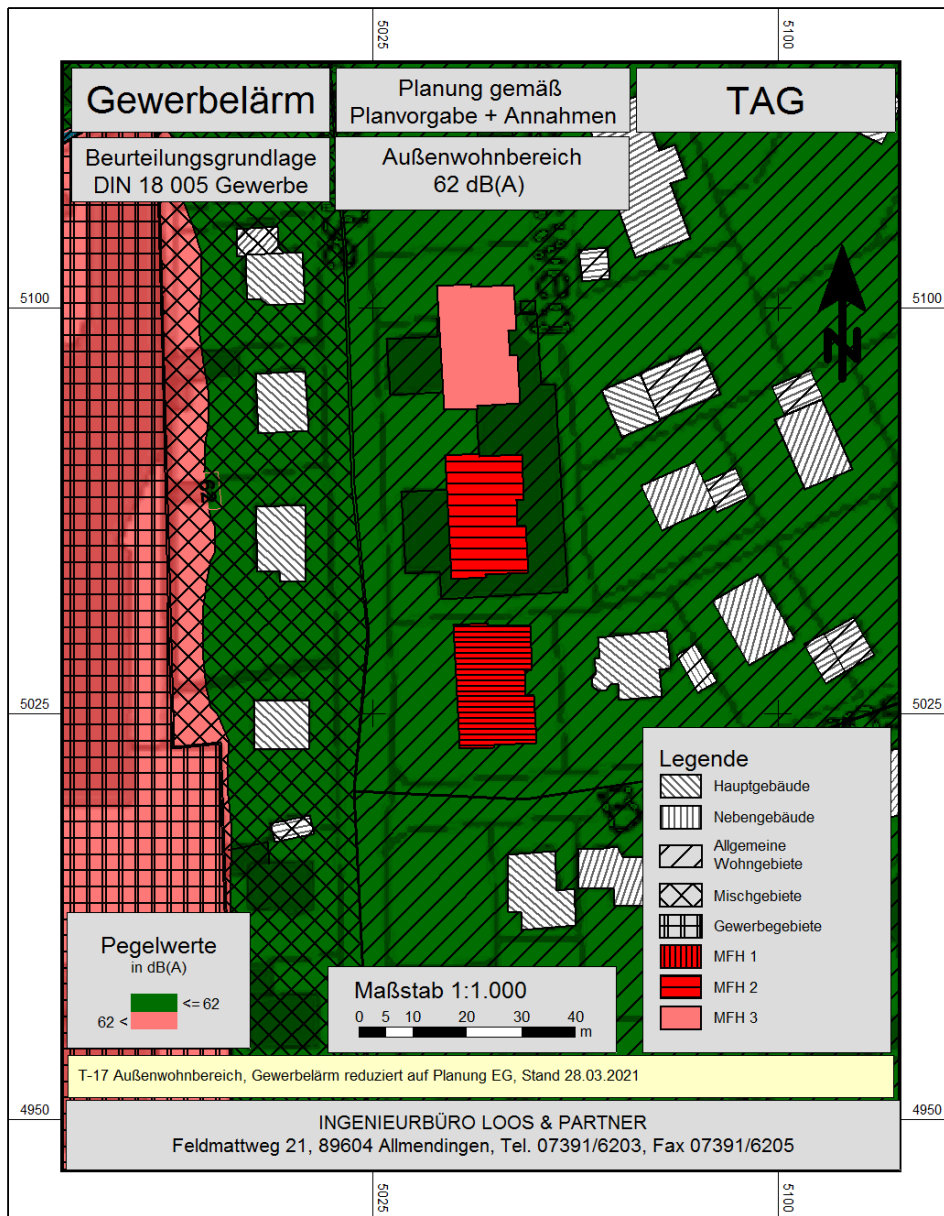 5025
5100
Gewerbelärm
Planung gemäß
Planvorgabe + Annahmen
TAG
Beurteilungsgrundlage
DIN 18 005 Gewerbe
Außenwohnbereich
62 dB(A)
5100
5100
N
62
5025
5025
Legende
Hauptgebäude
Nebengebäude
Allgemeine
Wohngebiete
Mischgebiete
Gewerbegebiete
MFH 1
MFH 2
MFH 3
Pegelwerte
in dB(A)
<= 62
62 <
Maßstab 1:1.000
0 5 10 20 30 40
m
T-17 Außenwohnbereich, Gewerbelärm reduziert auf Planung EG, Stand 28.03.2021
4950
4950
INGENIEURBÜRO LOOS & PARTNER
Feldmattweg 21, 89604 Allmendingen, Tel. 07391/6203, Fax 07391/6205
5025
5100